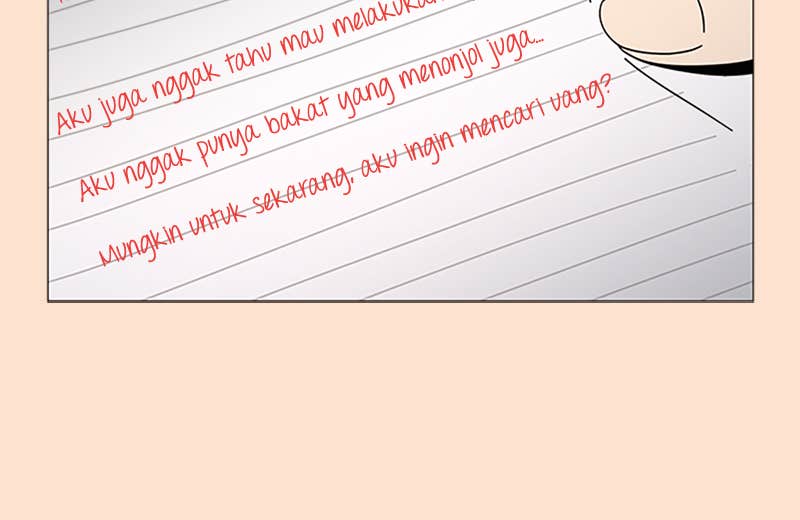 Aku juga nggak tahu mau melakukan
Aku nggak punya bakat yang menonjol juga...
Mungkin untuk sekarang, aku ingin mencari uang?